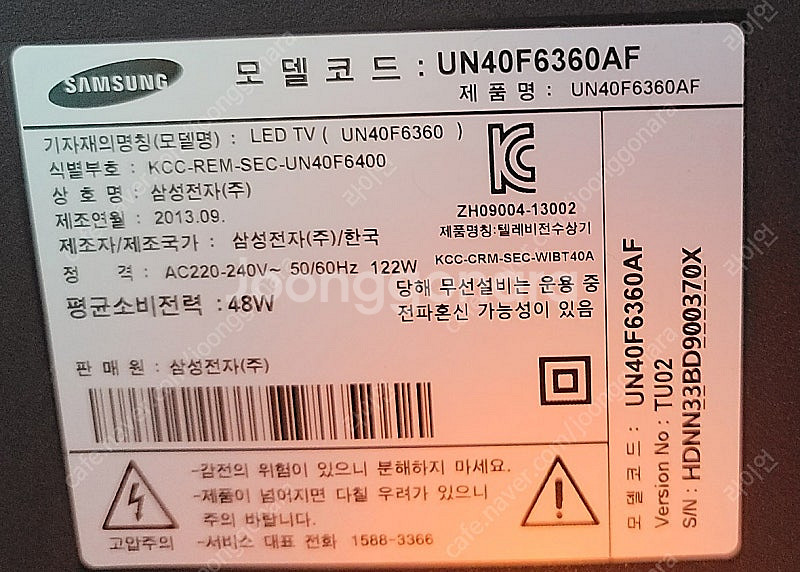 SAMSUNG
모델코드 : UN40F6360AF
제 품 명 : UN40F6360AF
기자재의명칭(모델명) : LED TV ( UN40F6360 )
식별부호 : KCC-REM-SEC-UN40F6400
상 호 명 : 삼성전자(주)
제조연월 : 2013.09.
제조자/제조국가 : 삼성전자(주)/한국
정 격 : AC220-240V~ 50/60Hz 122W
평균소비전력 : 48W
ZH09004-13002
제품명칭:텔레비전수상기
KCC-CRM-SEC-WIBT40A
당해 무선설비는 운용 중
전파혼신 가능성이 있음
판 매 원 : 삼성전자(주)
고압주의
-감전의 위험이 있으니 분해하지 마세요.
-제품이 넘어지면 다칠 우려가 있으니
주의 바랍니다.
-서비스 대표 전화 1588-3366
모델코드 : UN40F6360AF
Version No : TU02
S/N : HDNN33BD900370X
Joonggonara
cafe.naver.com/joonggonara
라이언